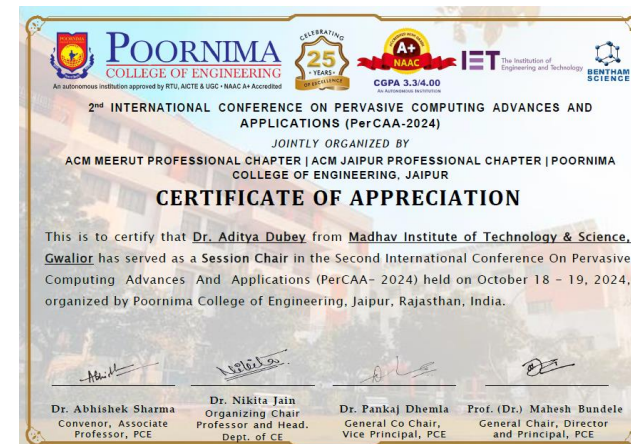 POORNIMA
COLLEGE OF ENGINEERING
An autonomous institution approved by RTU, AICTE & UGC • NAAC A+ Accredited
CELEBRATING
25
• YEARS •
OF EXCELLENCE
A+
NAAC
CGPA 3.3/4.00
AN AUTONOMOUS INSTITUTION
IET The Institution of
Engineering and Technology
BENTHAM
SCIENCE
2nd INTERNATIONAL CONFERENCE ON PERVASIVE COMPUTING ADVANCES AND
APPLICATIONS (PerCAA-2024)
JOINTLY ORGANIZED BY
ACM MEERUT PROFESSIONAL CHAPTER | ACM JAIPUR PROFESSIONAL CHAPTER | POORNIMA
COLLEGE OF ENGINEERING, JAIPUR
CERTIFICATE OF APPRECIATION
This is to certify that Dr. Aditya Dubey from Madhav Institute of Technology & Science,
Gwalior has served as a Session Chair in the Second International Conference On Pervasive
Computing Advances And Applications (PerCAA- 2024) held on October 18 – 19, 2024,
organized by Poornima College of Engineering, Jaipur, Rajasthan, India.
Dr. Abhishek Sharma
Convenor, Associate
Professor, PCE
Dr. Nikita Jain
Organizing Chair
Professor and Head.
Dept. of CE
Dr. Pankaj Dhemla
General Co Chair,
Vice Principal, PCE
Prof. (Dr.) Mahesh Bundele
General Chair, Director
and Principal, PCE